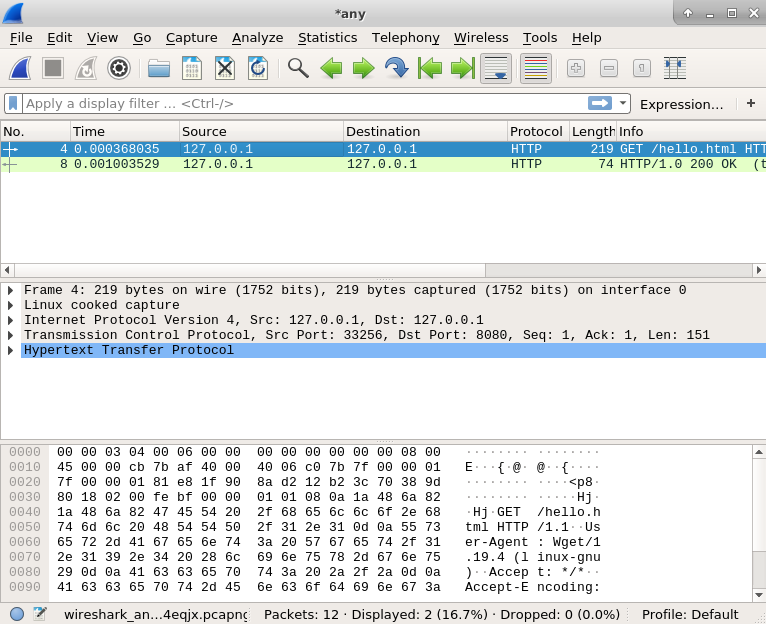 *any
File Edit View Go Capture Analyze Statistics Telephony Wireless Tools Help
Apply a display filter ... <Ctrl-/> Expression… +
No. Time Source Destination Protocol Length Info
4 0.000368035 127.0.0.1 127.0.0.1 HTTP 219 GET /hello.html HTT
8 0.001003529 127.0.0.1 127.0.0.1 HTTP 74 HTTP/1.0 200 OK (t
Frame 4: 219 bytes on wire (1752 bits), 219 bytes captured (1752 bits) on interface 0
Linux cooked capture
Internet Protocol Version 4, Src: 127.0.0.1, Dst: 127.0.0.1
Transmission Control Protocol, Src Port: 33256, Dst Port: 8080, Seq: 1, Ack: 1, Len: 151
Hypertext Transfer Protocol
0000 00 00 03 04 00 06 00 00 00 00 00 00 00 00 08 00 ········ ········
0010 45 00 00 cb 7b af 40 00 40 06 c0 7b 7f 00 00 01 E···{·@· @··{····
0020 7f 00 00 01 81 e8 1f 90 8a d2 12 b2 3c 70 38 9d ········ ····<p8·
0030 80 18 02 00 fe bf 00 00 01 01 08 0a 1a 48 6a 82 ········ ·····Hj·
0040 1a 48 6a 82 47 45 54 20 2f 68 65 6c 6c 6f 2e 68 ·Hj·GET /hello.h
0050 74 6d 6c 20 48 54 54 50 2f 31 2e 31 0d 0a 55 73 tml HTTP /1.1··Us
0060 65 72 2d 41 67 65 6e 74 3a 20 57 67 65 74 2f 31 er-Agent : Wget/1
0070 2e 31 39 2e 34 20 28 6c 69 6e 75 78 2d 67 6e 75 .19.4 (l inux-gnu
0080 29 0d 0a 41 63 63 65 70 74 3a 20 2a 2f 2a 0d 0a )··Accep t: */*··
0090 41 63 63 65 70 74 2d 45 6e 63 6f 64 69 6e 67 3a Accept-E ncoding:
wireshark_an…4eqjx.pcapng Packets: 12 · Displayed: 2 (16.7%) · Dropped: 0 (0.0%) Profile: Default